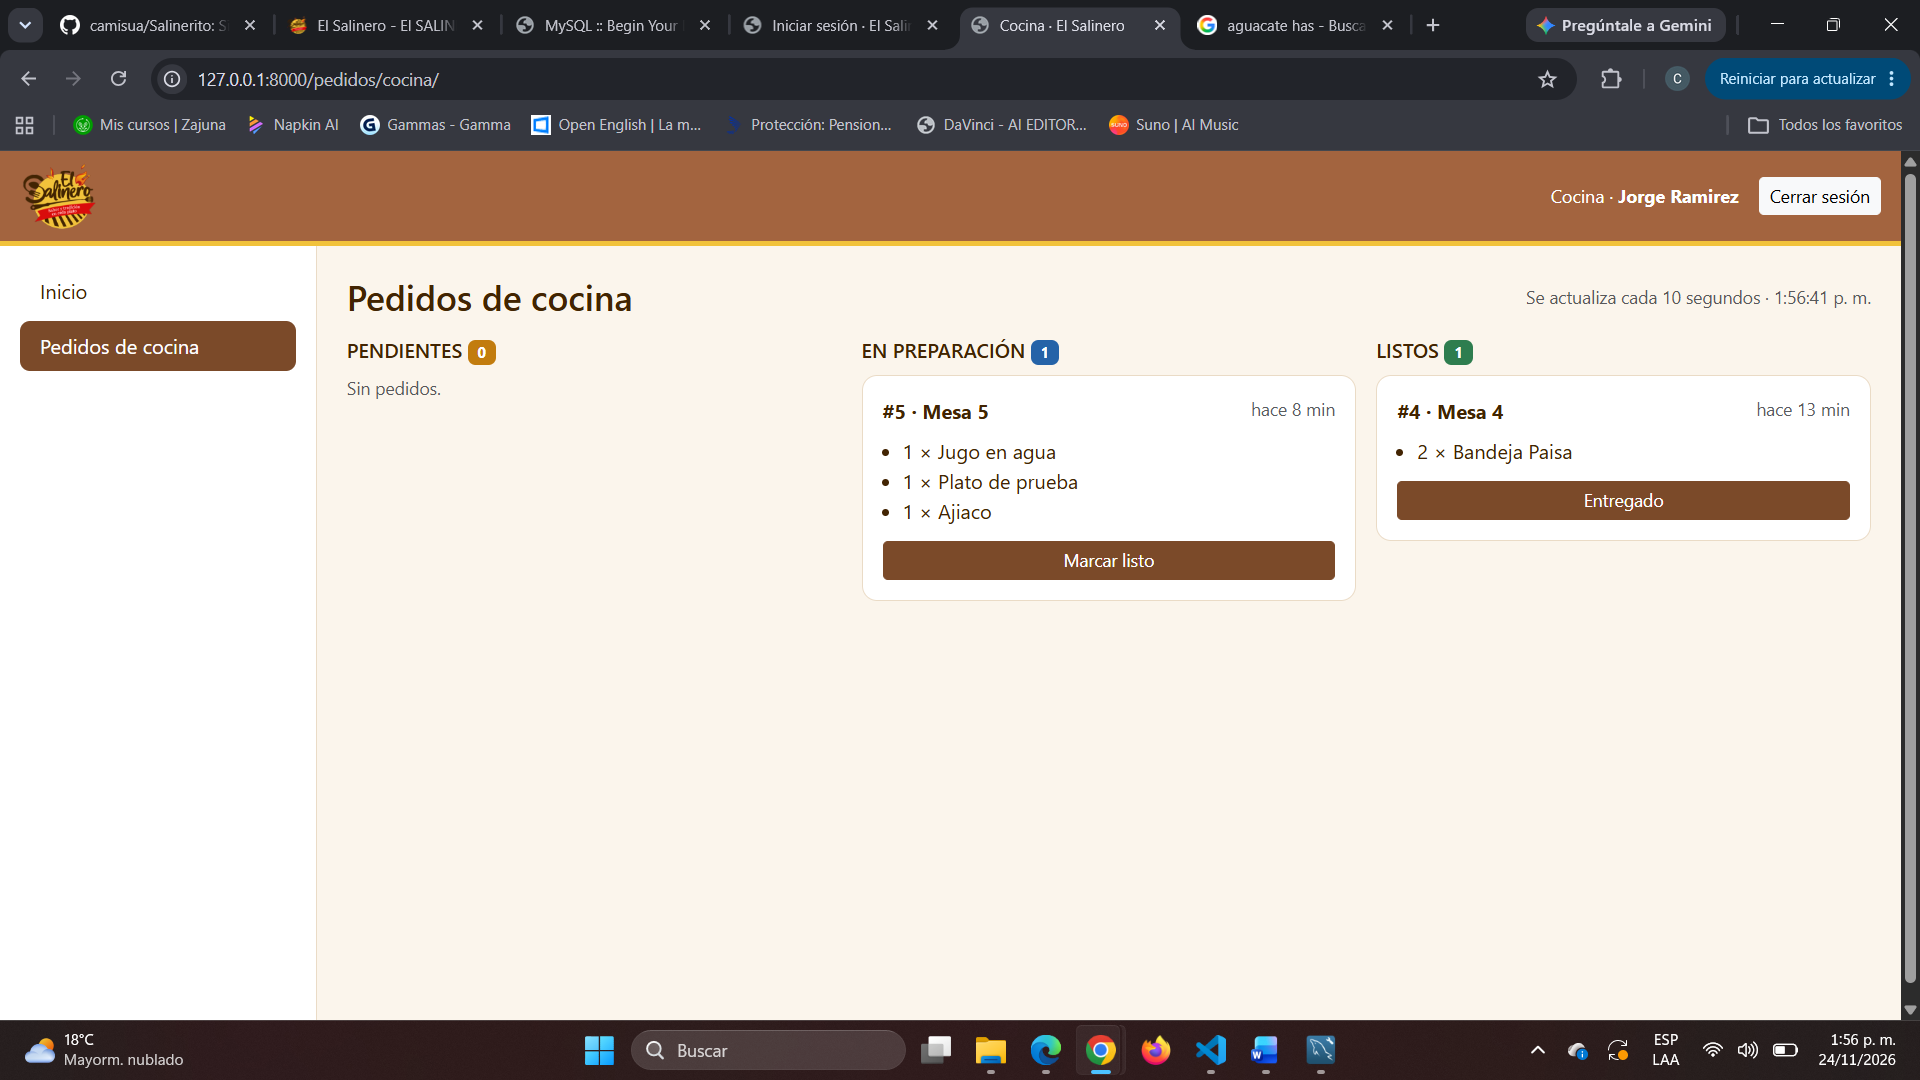 camisua/Salinerito: S
El Salinero - El SALIN
MySQL :: Begin Your
Iniciar sesión · El Salin
Cocina · El Salinero
aguacate has - Busca
Pregúntale a Gemini
127.0.0.1:8000/pedidos/cocina/
C
Reiniciar para actualizar
Mis cursos | Zajuna
Napkin AI
Gammas - Gamma
Open English | La m...
Protección: Pension...
DaVinci - AI EDITOR...
Suno | AI Music
Todos los favoritos
El Salinero
Cocina · Jorge Ramirez
Cerrar sesión
Inicio
Pedidos de cocina
Pedidos de cocina
Se actualiza cada 10 segundos · 1:56:41 p. m.
PENDIENTES 0
Sin pedidos.
EN PREPARACIÓN 1
#5 · Mesa 5
hace 8 min
1 × Jugo en agua
1 × Plato de prueba
1 × Ajiaco
Marcar listo
LISTOS 1
#4 · Mesa 4
hace 13 min
2 × Bandeja Paisa
Entregado
18°C
Mayorm. nublado
Buscar
ESP
LAA
1:56 p. m.
24/11/2026